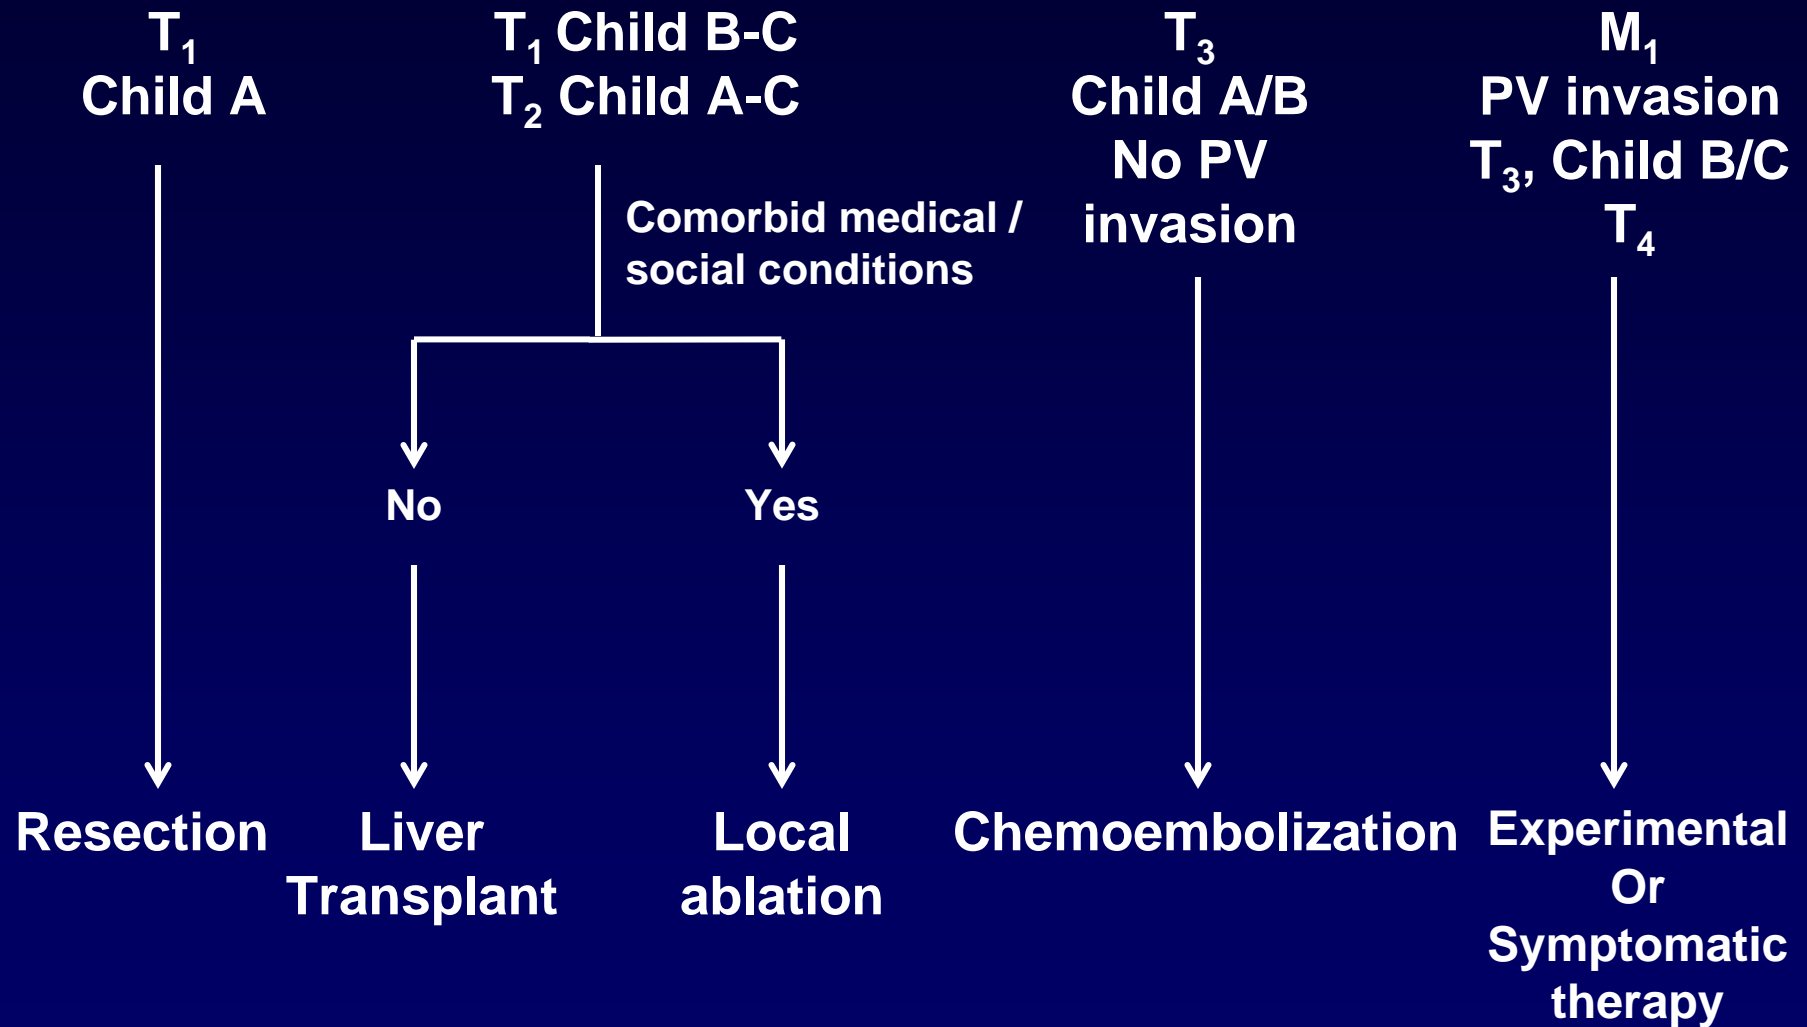 T₁
Child A
T₁ Child B-C
T₂ Child A-C
Comorbid medical /
social conditions
No
Yes
T₃
Child A/B
No PV
invasion
M₁
PV invasion
T₃, Child B/C
T₄
Resection
Liver
Transplant
Local
ablation
Chemoembolization
Experimental
Or
Symptomatic
therapy